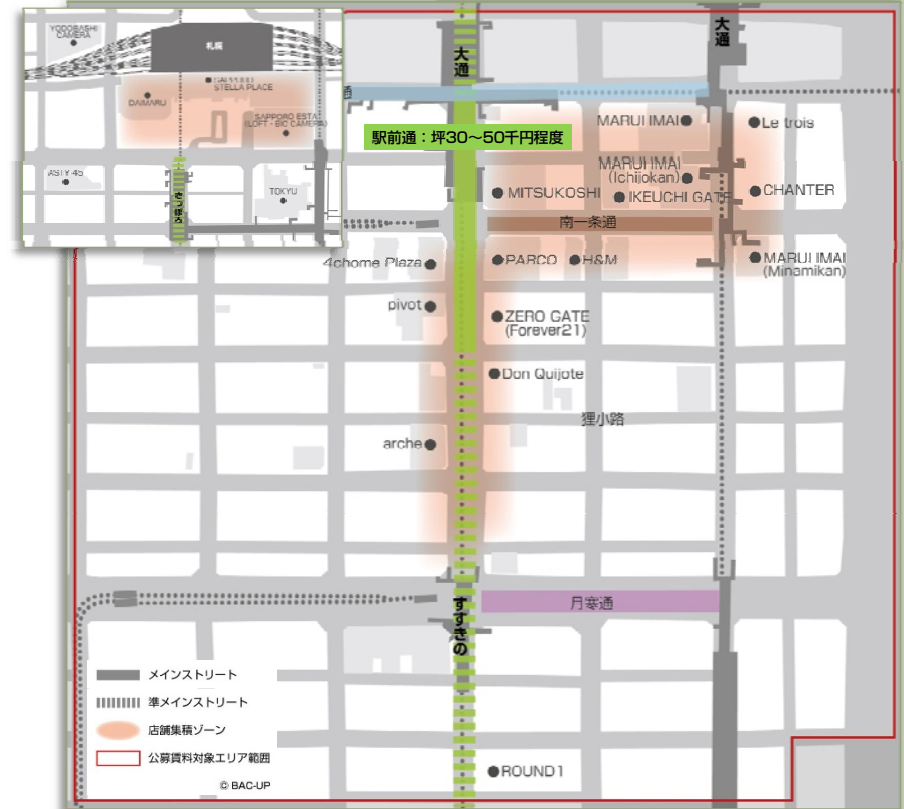 YODOBASHI
CAMERA
札幌
STELLA PLACE
DAIMARU
SAPPORO ESTA
(LOFT・BIC CAMERA)
ASTY 45
さっぽろ
TOKYU
大通
大通
通
駅前通：坪30～50千円程度
MARUI IMAI
Le trois
MARUI IMAI
(Ichijokan)
MITSUKOSHI
IKEUCHI GATE
CHANTER
南一条通
4chome Plaza
PARCO
H&M
MARUI IMAI
(Minamikan)
pivot
ZERO GATE
(Forever21)
Don Quijote
狸小路
arche
すすきの
月寒通
メインストリート
準メインストリート
店舗集積ゾーン
公募賃料対象エリア範囲
© BAC-UP
ROUND1